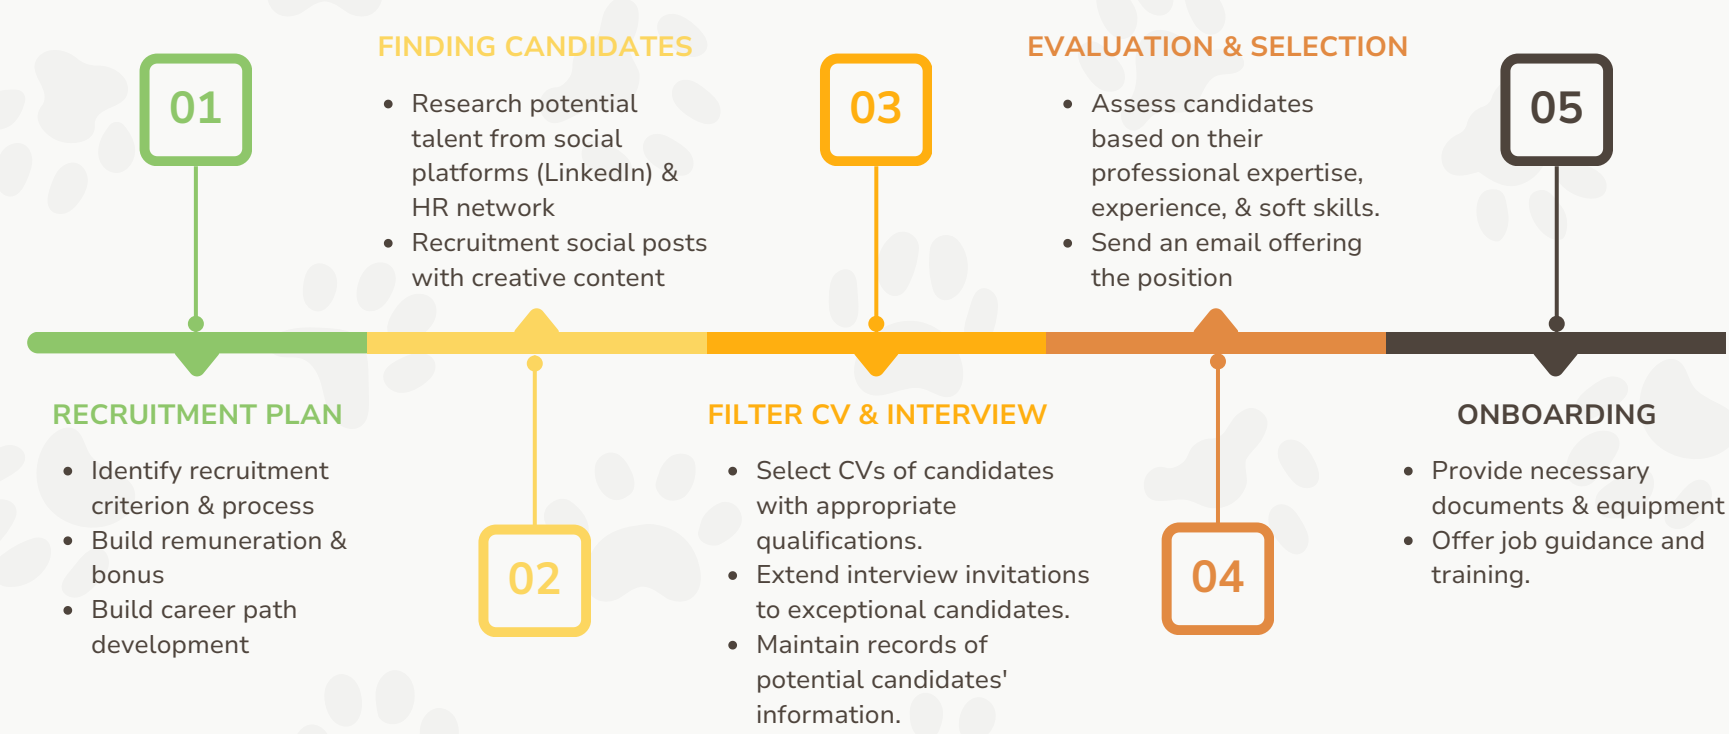 01
RECRUITMENT PLAN
Identify recruitment
criterion & process
Build remuneration &
bonus
Build career path
development
FINDING CANDIDATES
Research potential
talent from social
platforms (LinkedIn) &
HR network
Recruitment social posts
with creative content
02
03
FILTER CV & INTERVIEW
Select CVs of candidates
with appropriate
qualifications.
Extend interview invitations
to exceptional candidates.
Maintain records of
potential candidates'
information.
EVALUATION & SELECTION
Assess candidates
based on their
professional expertise,
experience, & soft skills.
Send an email offering
the position
04
05
ONBOARDING
Provide necessary
documents & equipment
Offer job guidance and
training.